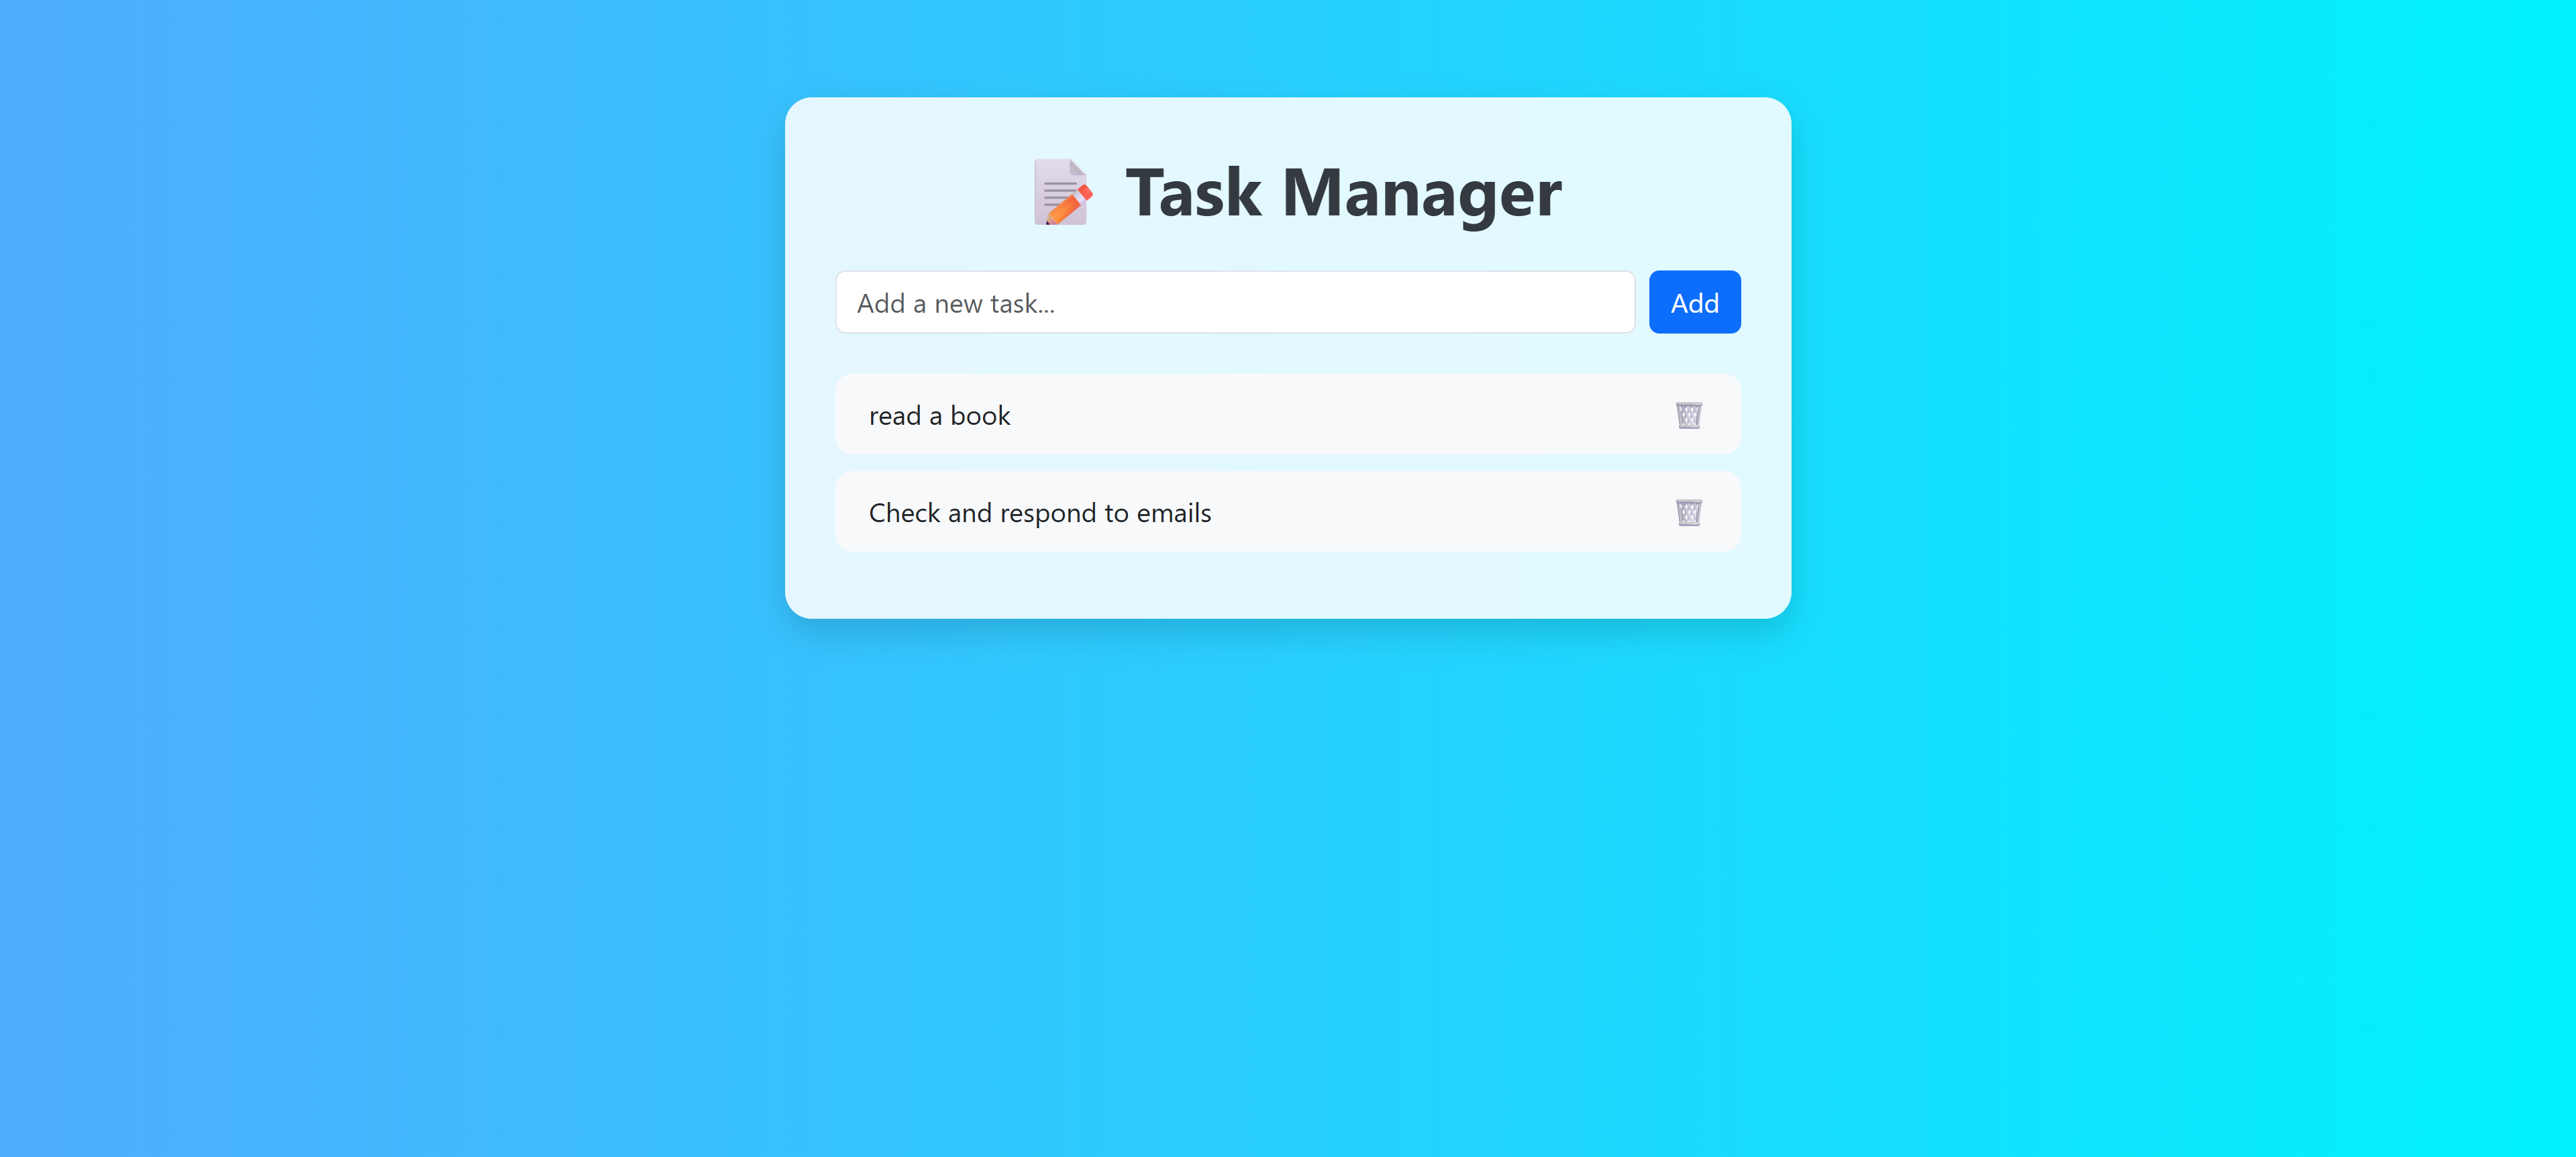 Task Manager
Add a new task...
Add
read a book
Check and respond to emails